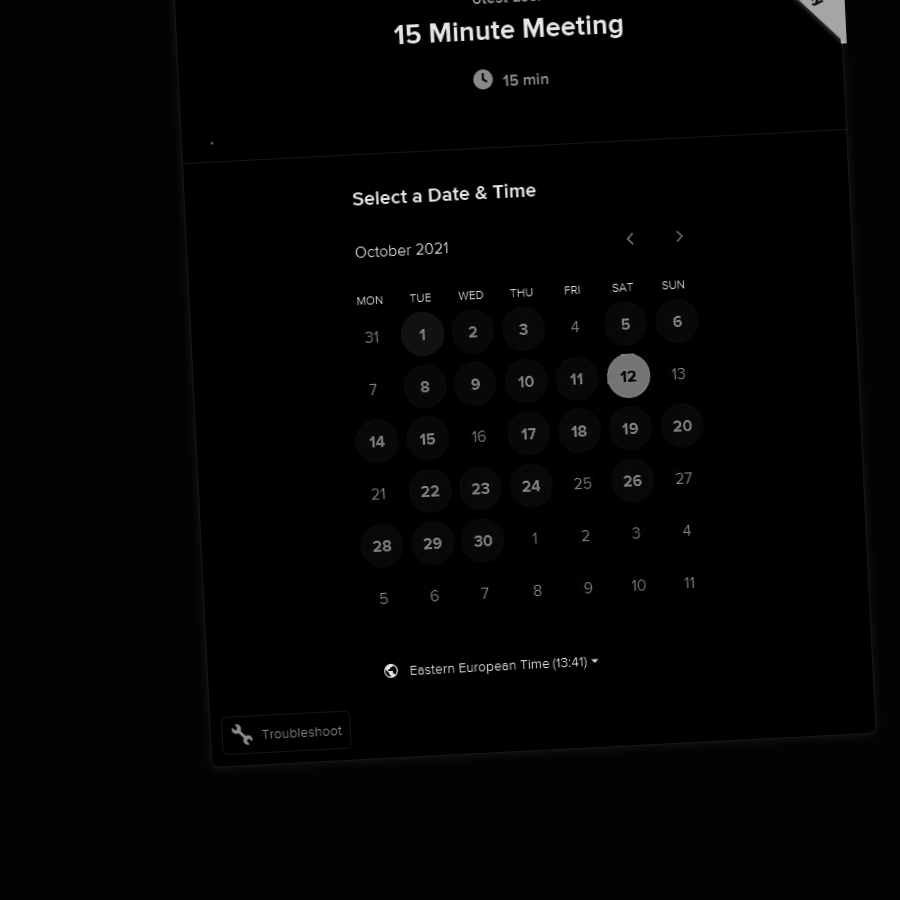 15 Minute Meeting
15 min
Select a Date & Time
October 2021
MON TUE WED THU FRI SAT SUN
31 1 2 3 4 5 6
7 8 9 10 11 12 13
14 15 16 17 18 19 20
21 22 23 24 25 26 27
28 29 30 1 2 3 4
5 6 7 8 9 10 11
Eastern European Time (13:41)
Troubleshoot